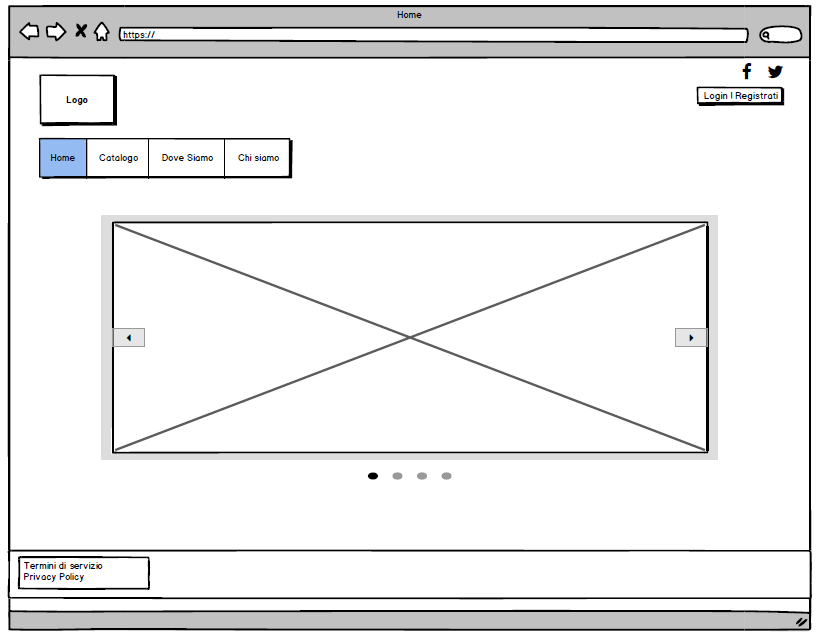 Home
https://
Logo
Login | Registrati
Home
Catalogo
Dove Siamo
Chi siamo
Termini di servizio
Privacy Policy